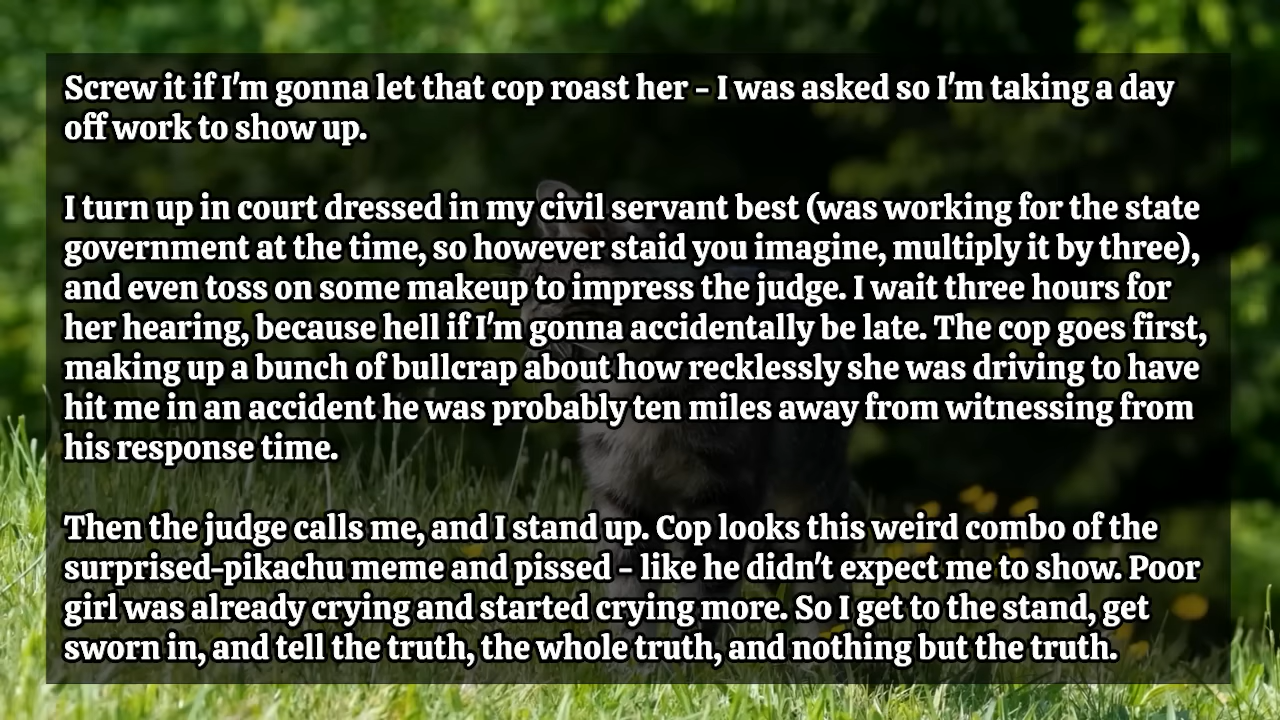 Screw it if I'm gonna let that cop roast her - I was asked so I'm taking a day
off work to show up.
I turn up in court dressed in my civil servant best (was working for the state
government at the time, so however staid you imagine, multiply it by three),
and even toss on some makeup to impress the judge. I wait three hours for
her hearing, because hell if I'm gonna accidentally be late. The cop goes first,
making up a bunch of bullcrap about how recklessly she was driving to have
hit me in an accident he was probably ten miles away from witnessing from
his response time.
Then the judge calls me, and I stand up. Cop looks this weird combo of the
surprised-pikachu meme and pissed - like he didn't expect me to show. Poor
girl was already crying and started crying more. So I get to the stand, get
sworn in, and tell the truth, the whole truth, and nothing but the truth.